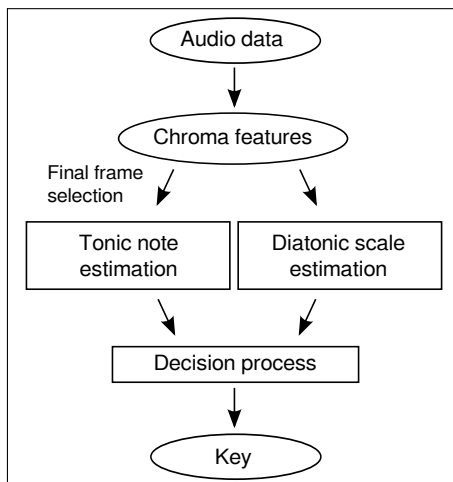 Audio data
Chroma features
Final frame
selection
Tonic note
estimation
Diatonic scale
estimation
Decision process
Key